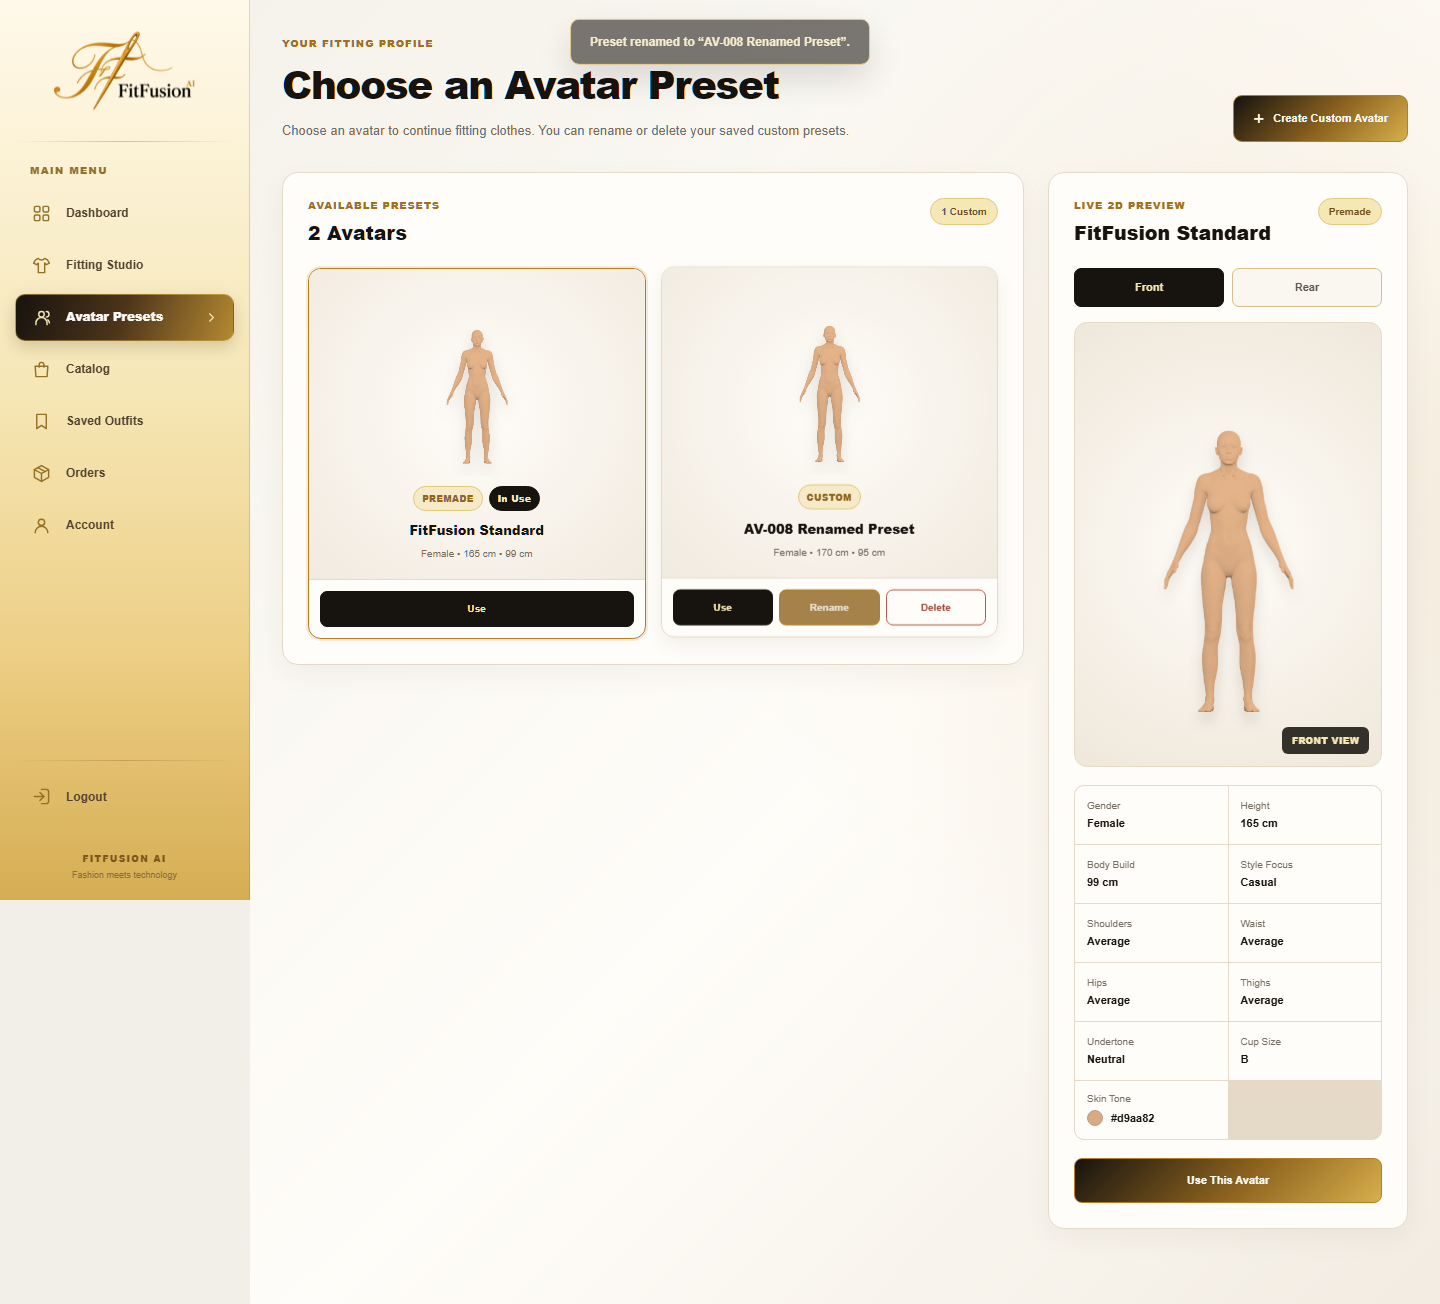 FitFusion AI
MAIN MENU
Dashboard
Fitting Studio
Avatar Presets
Catalog
Saved Outfits
Orders
Account
Logout
FITFUSION AI
Fashion meets technology
Preset renamed to “AV-008 Renamed Preset”.
YOUR FITTING PROFILE
Choose an Avatar Preset
Choose an avatar to continue fitting clothes. You can rename or delete your saved custom presets.
+ Create Custom Avatar
AVAILABLE PRESETS
2 Avatars
1 Custom
PREMADE In Use
FitFusion Standard
Female • 165 cm • 99 cm
Use
CUSTOM
AV-008 Renamed Preset
Female • 170 cm • 95 cm
Use Rename Delete
LIVE 2D PREVIEW
FitFusion Standard
Premade
Front Rear
FRONT VIEW
Gender
Female
Height
165 cm
Body Build
99 cm
Style Focus
Casual
Shoulders
Average
Waist
Average
Hips
Average
Thighs
Average
Undertone
Neutral
Cup Size
B
Skin Tone
#d9aa82
Use This Avatar